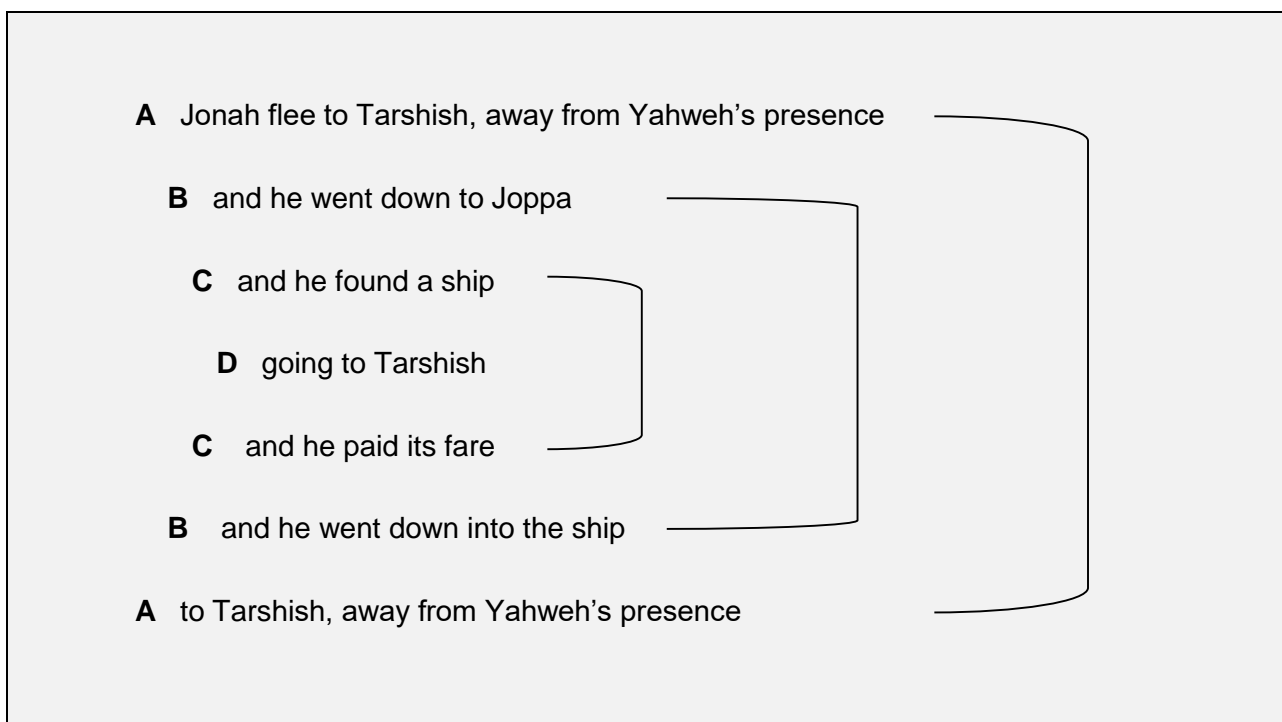 A Jonah flee to Tarshish, away from Yahweh’s presence
B and he went down to Joppa
C and he found a ship
D going to Tarshish
C and he paid its fare
B and he went down into the ship
A to Tarshish, away from Yahweh’s presence